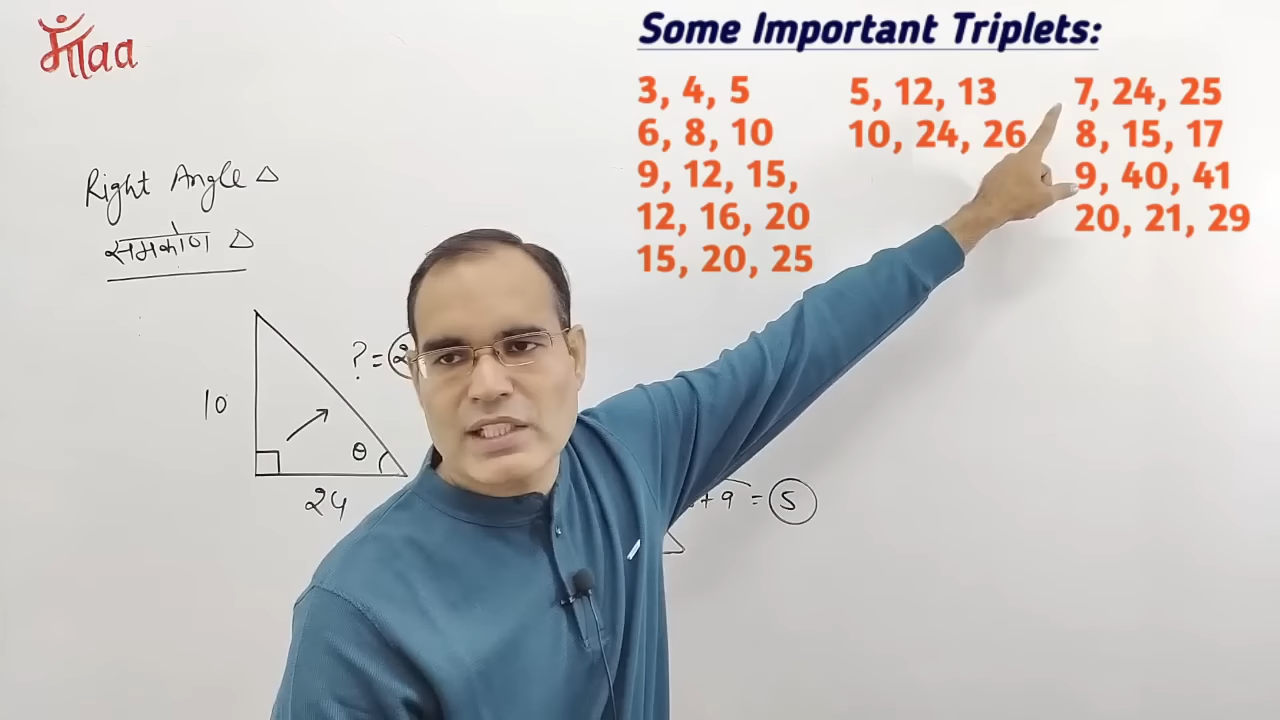 माँaa
Some Important Triplets:
3, 4, 5
6, 8, 10
9, 12, 15,
12, 16, 20
15, 20, 25
5, 12, 13
10, 24, 26
7, 24, 25
8, 15, 17
9, 40, 41
20, 21, 29
Right Angle △
समकोण △
? =
10
θ
24
+ 9 = 5